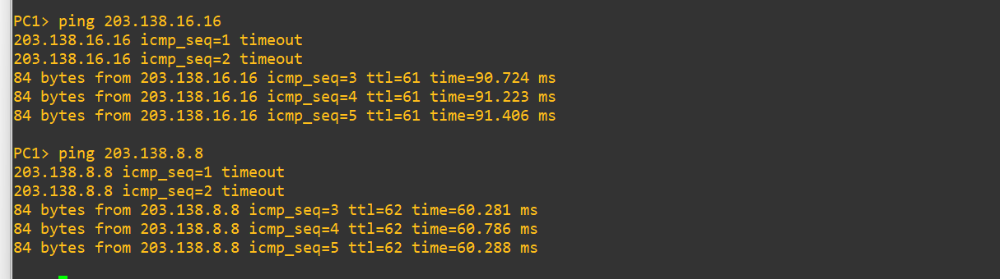 PC1> ping 203.138.16.16
203.138.16.16 icmp_seq=1 timeout
203.138.16.16 icmp_seq=2 timeout
84 bytes from 203.138.16.16 icmp_seq=3 ttl=61 time=90.724 ms
84 bytes from 203.138.16.16 icmp_seq=4 ttl=61 time=91.223 ms
84 bytes from 203.138.16.16 icmp_seq=5 ttl=61 time=91.406 ms
PC1> ping 203.138.8.8
203.138.8.8 icmp_seq=1 timeout
203.138.8.8 icmp_seq=2 timeout
84 bytes from 203.138.8.8 icmp_seq=3 ttl=62 time=60.281 ms
84 bytes from 203.138.8.8 icmp_seq=4 ttl=62 time=60.786 ms
84 bytes from 203.138.8.8 icmp_seq=5 ttl=62 time=60.288 ms